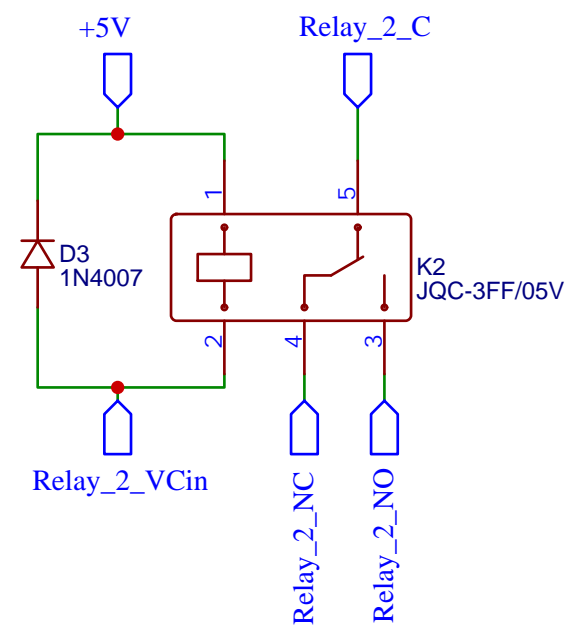 +5V
Relay_2_C
1
5
D3
1N4007
K2
JQC-3FF/05V
2
4
3
Relay_2_VCin
Relay_2_NC
Relay_2_NO